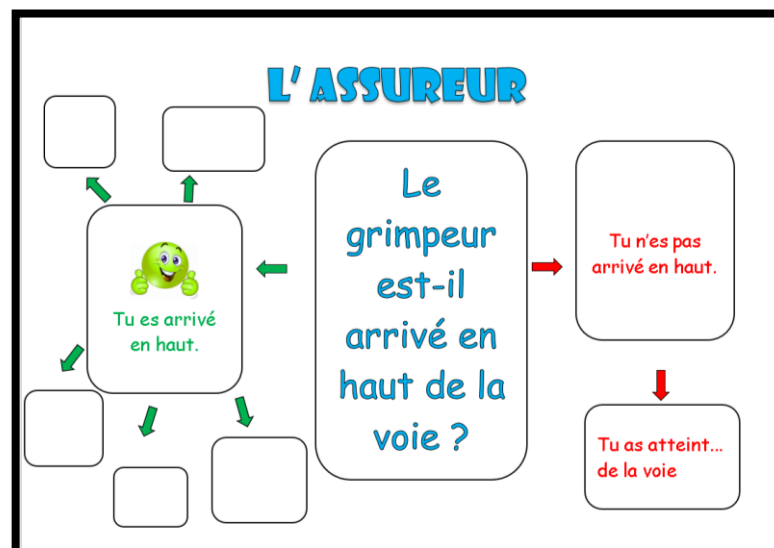 L' ASSUREUR
Le
grimpeur
est-il
arrivé en
haut de la
voie ?
Tu es arrivé
en haut.
Tu n'es pas
arrivé en haut.
Tu as atteint...
de la voie